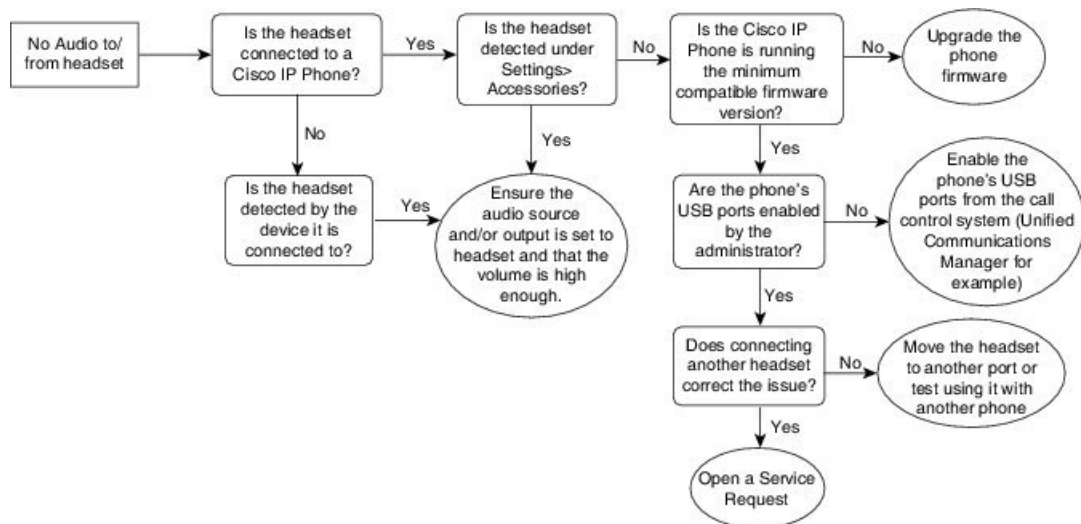 No Audio to/
from headset
Is the headset
connected to a
Cisco IP Phone?
Yes
Is the headset
detected under
Settings>
Accessories?
No
Is the Cisco IP
Phone is running
the minimum
compatible firmware
version?
No
Upgrade the
phone
firmware
No
Yes
Yes
Is the headset
detected by the
device it is
connected to?
Yes
Ensure the
audio source
and/or output is set to
headset and that the
volume is high
enough.
Are the phone's
USB ports enabled
by the
administrator?
No
Enable the
phone's USB
ports from the call
control system (Unified
Communications
Manager for
example)
Yes
Does connecting
another headset
correct the issue?
No
Move the headset
to another port or
test using it with
another phone
Yes
Open a Service
Request